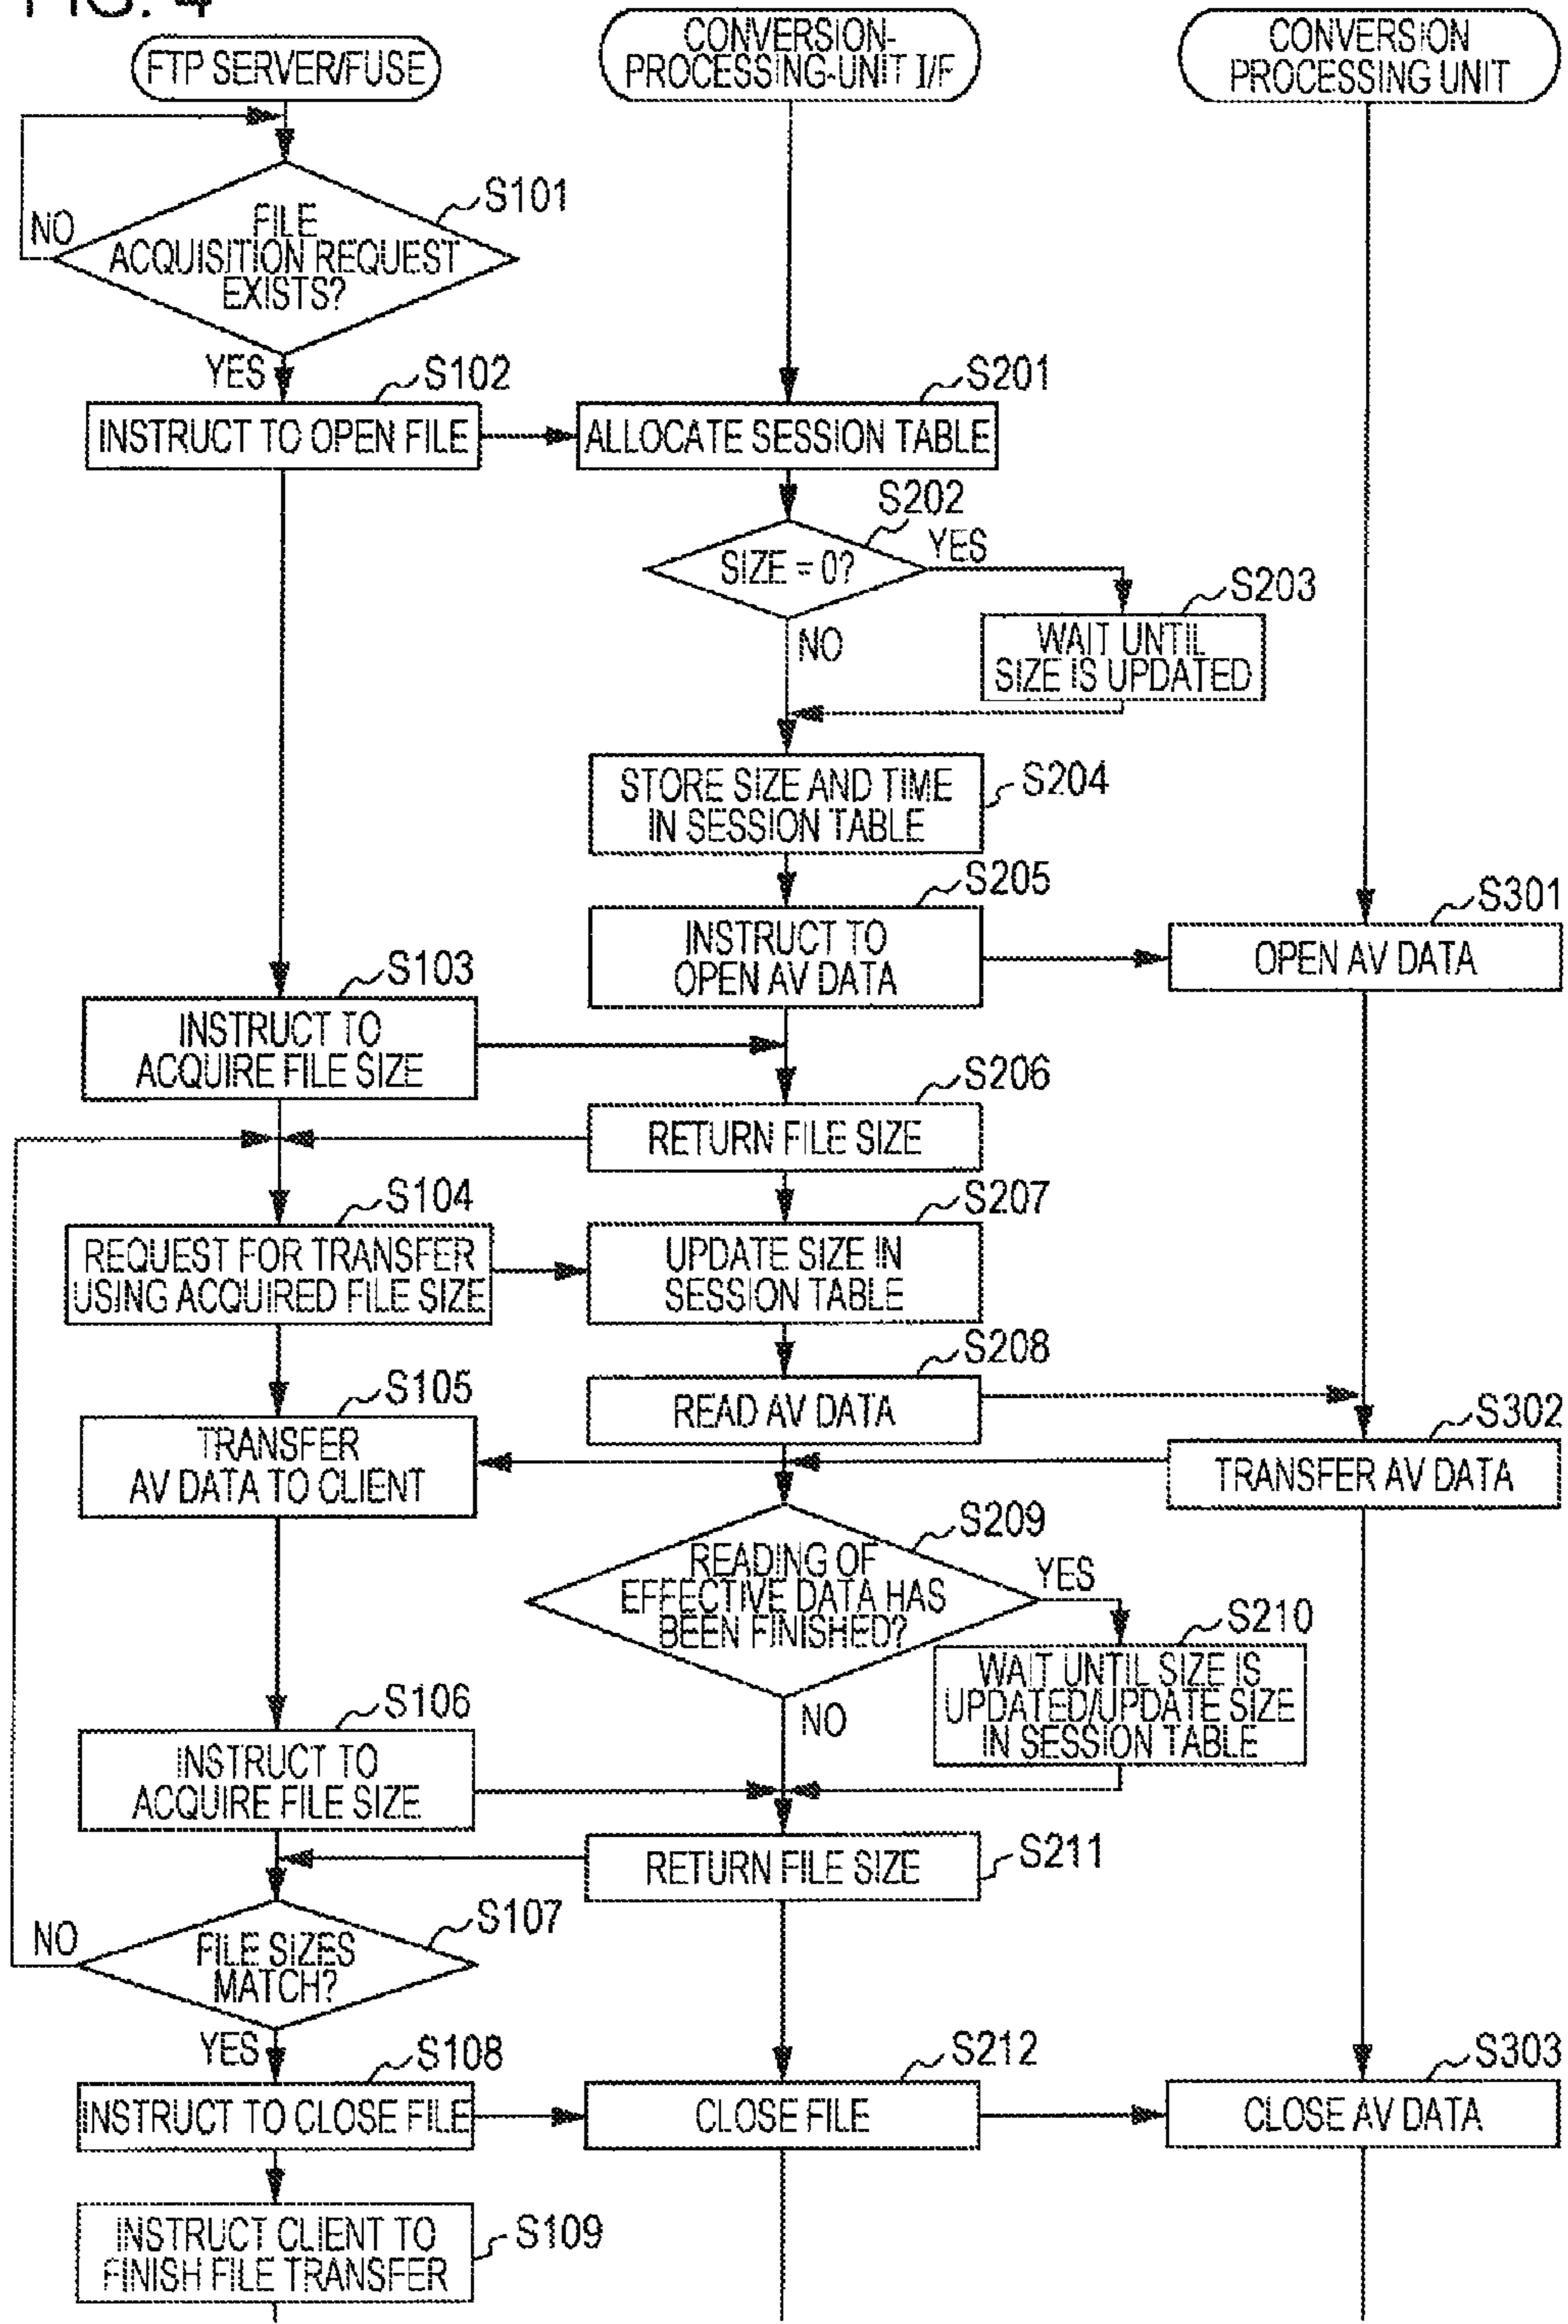 FIG. 4
FTP SERVER/FUSE
CONVERSION-
PROCESSING-UNIT I/F
CONVERSION
PROCESSING UNIT
S101
NO
FILE
ACQUISITION REQUEST
EXISTS?
YES
S102
INSTRUCT TO OPEN FILE
S201
ALLOCATE SESSION TABLE
S202
SIZE = 0?
YES
S203
WAIT UNTIL
SIZE IS UPDATED
NO
STORE SIZE AND TIME
IN SESSION TABLE
S204
S205
INSTRUCT TO
OPEN AV DATA
S301
OPEN AV DATA
S103
INSTRUCT TO
ACQUIRE FILE SIZE
S206
RETURN FILE SIZE
S104
REQUEST FOR TRANSFER
USING ACQUIRED FILE SIZE
S207
UPDATE SIZE IN
SESSION TABLE
S208
READ AV DATA
S105
TRANSFER
AV DATA TO CLIENT
S302
TRANSFER AV DATA
S209
READING OF
EFFECTIVE DATA HAS
BEEN FINISHED?
YES
S210
WAIT UNTIL SIZE IS
UPDATED/UPDATE SIZE
IN SESSION TABLE
NO
S106
INSTRUCT TO
ACQUIRE FILE SIZE
RETURN FILE SIZE
S211
S107
NO
FILE SIZES
MATCH?
YES
S108
INSTRUCT TO CLOSE FILE
S212
CLOSE FILE
S303
CLOSE AV DATA
INSTRUCT CLIENT TO
FINISH FILE TRANSFER
S109